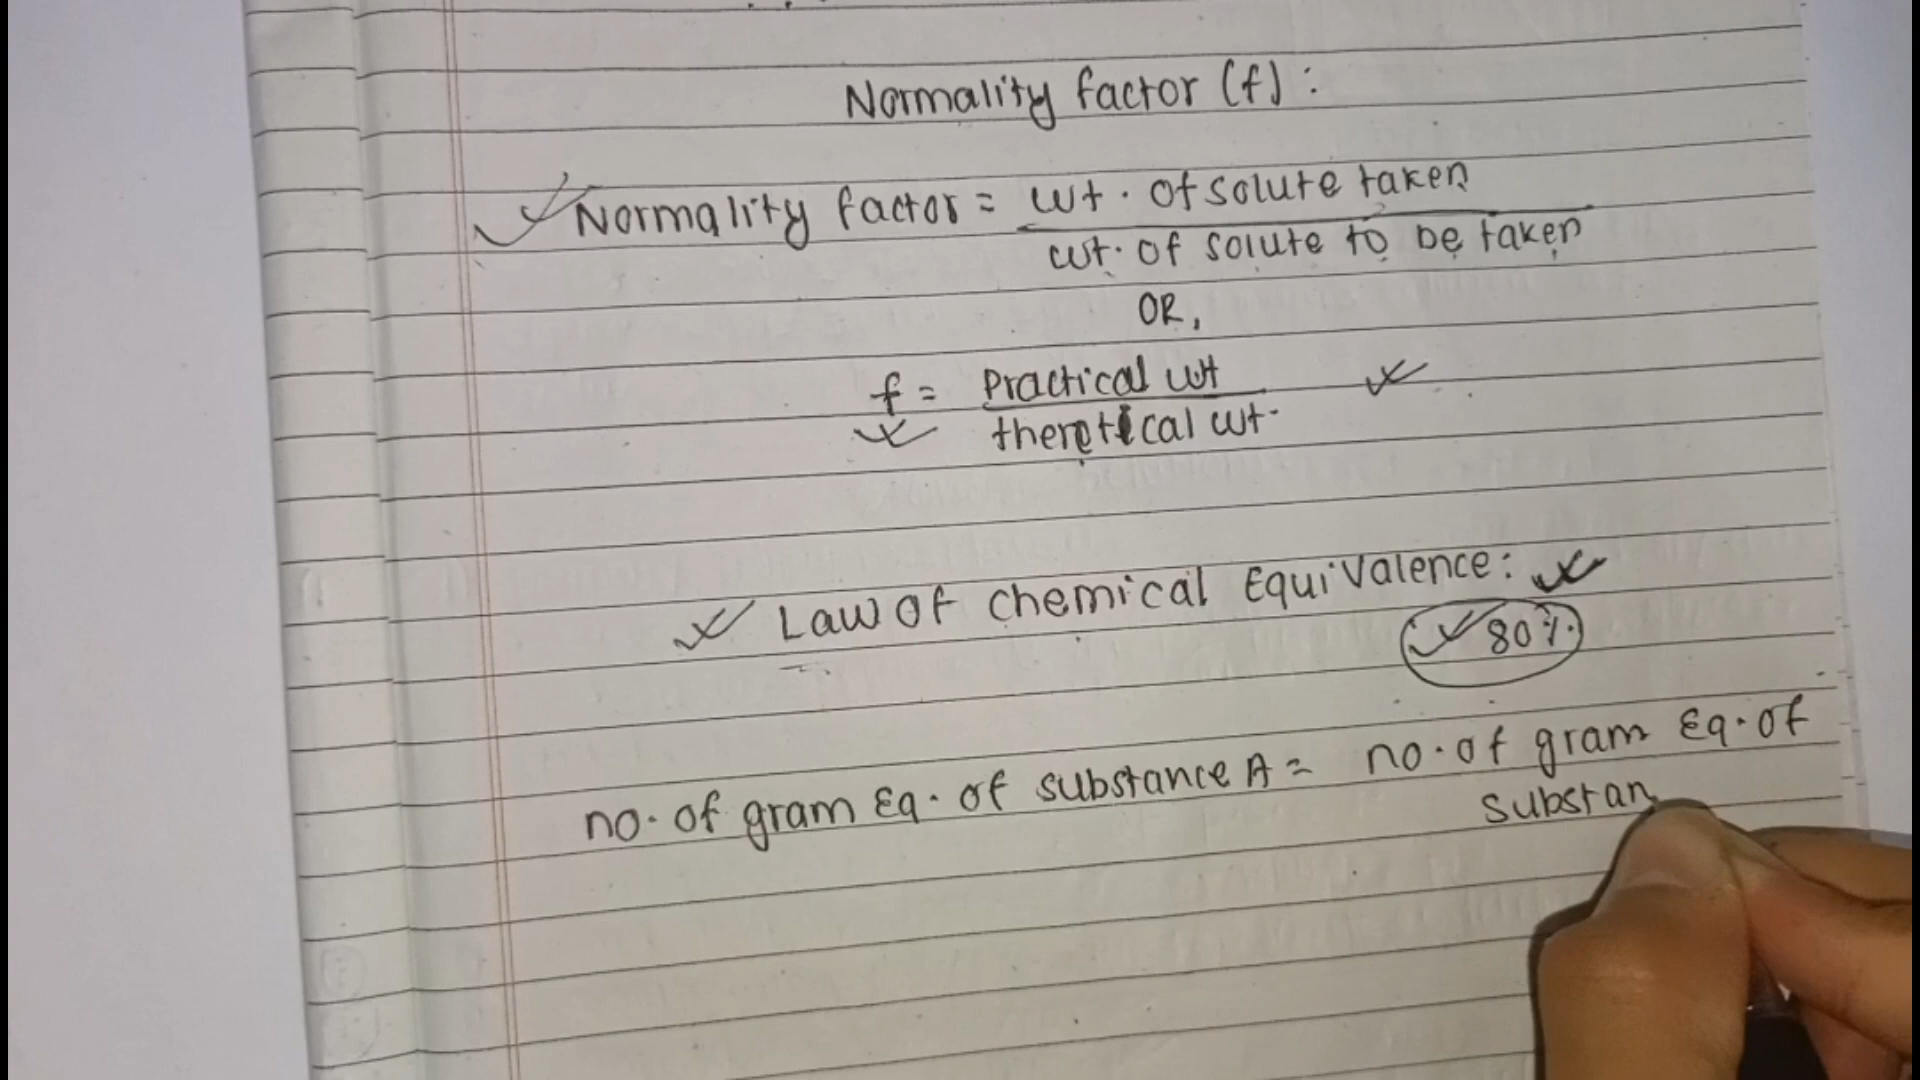 Normality factor (f) :
Normality factor = wt. of solute taken
wt. of solute to be taken
OR,
f = Practical wt
theretical wt.
Law of chemical Equivalence :
80%
no. of gram Eq. of substance A = no. of gram Eq. of
substan